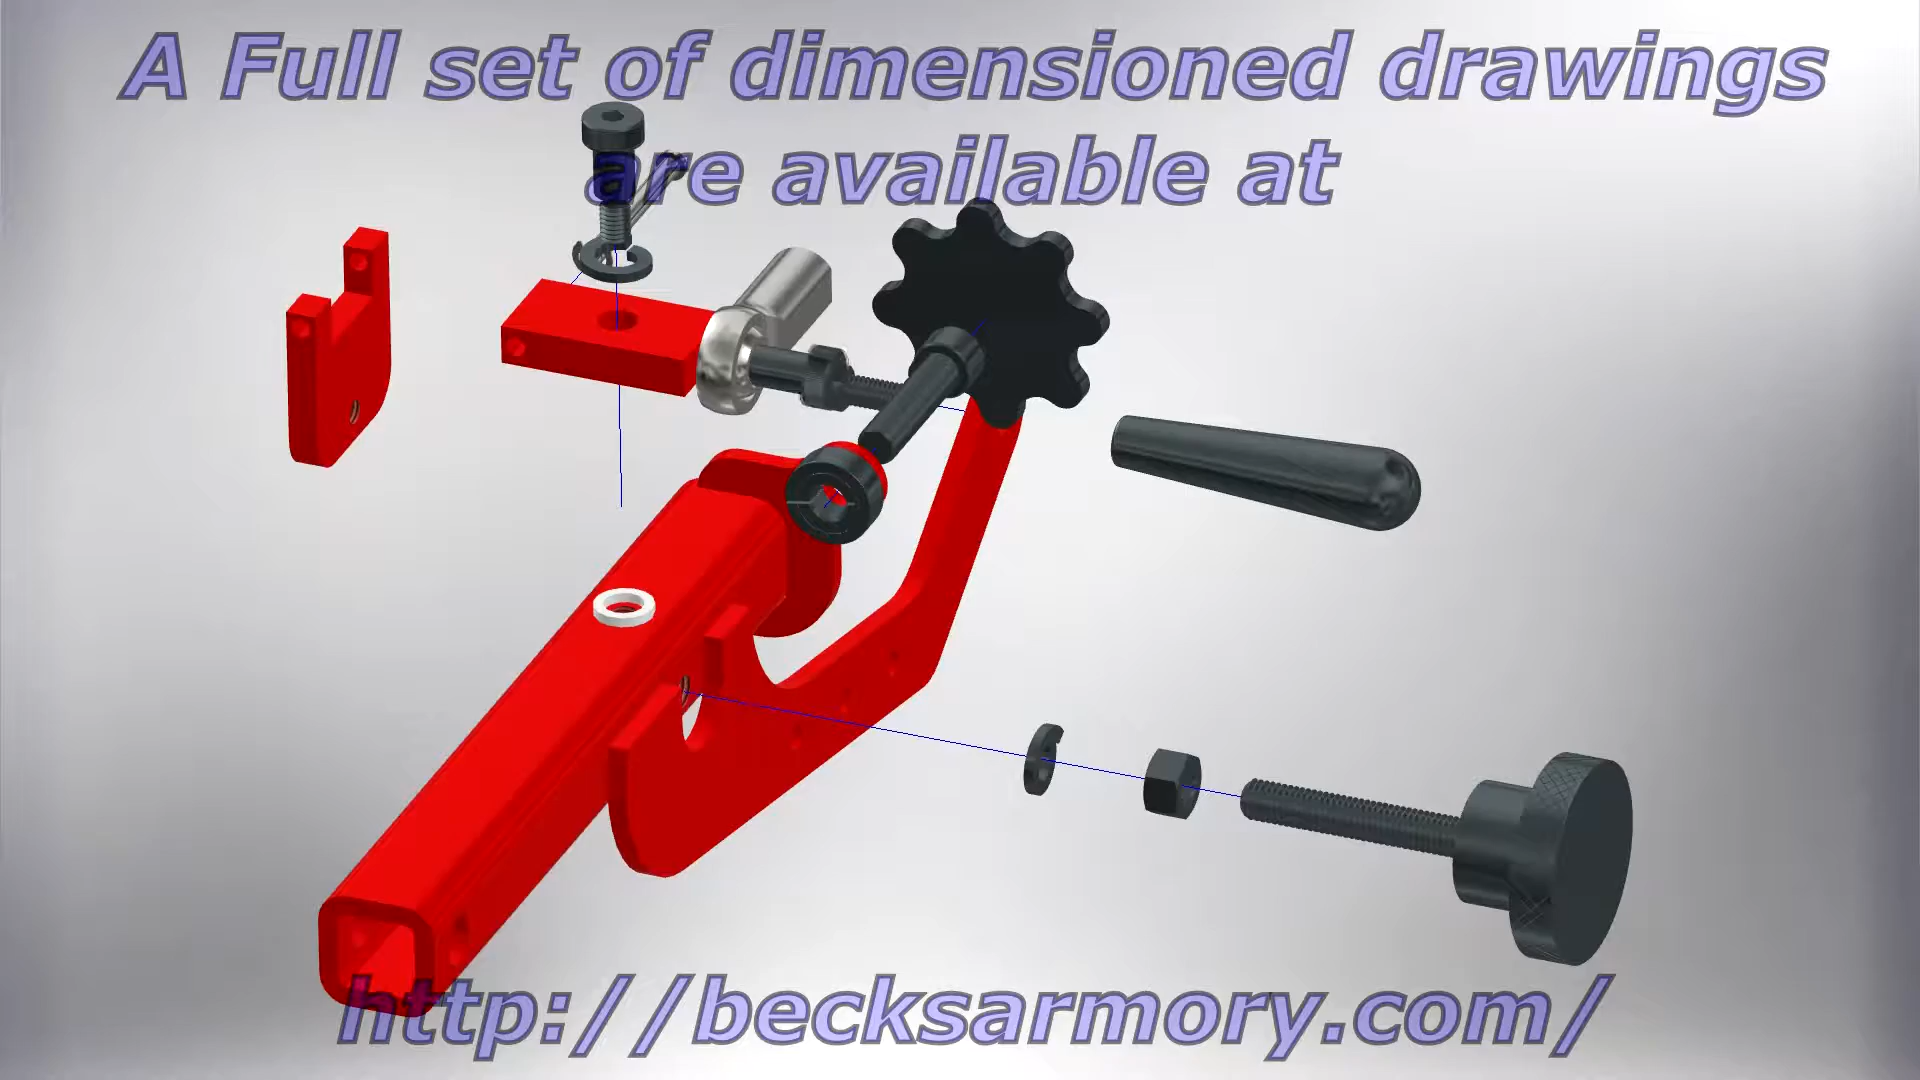 A Full set of dimensioned drawings
are available at
http://becksarmory.com/